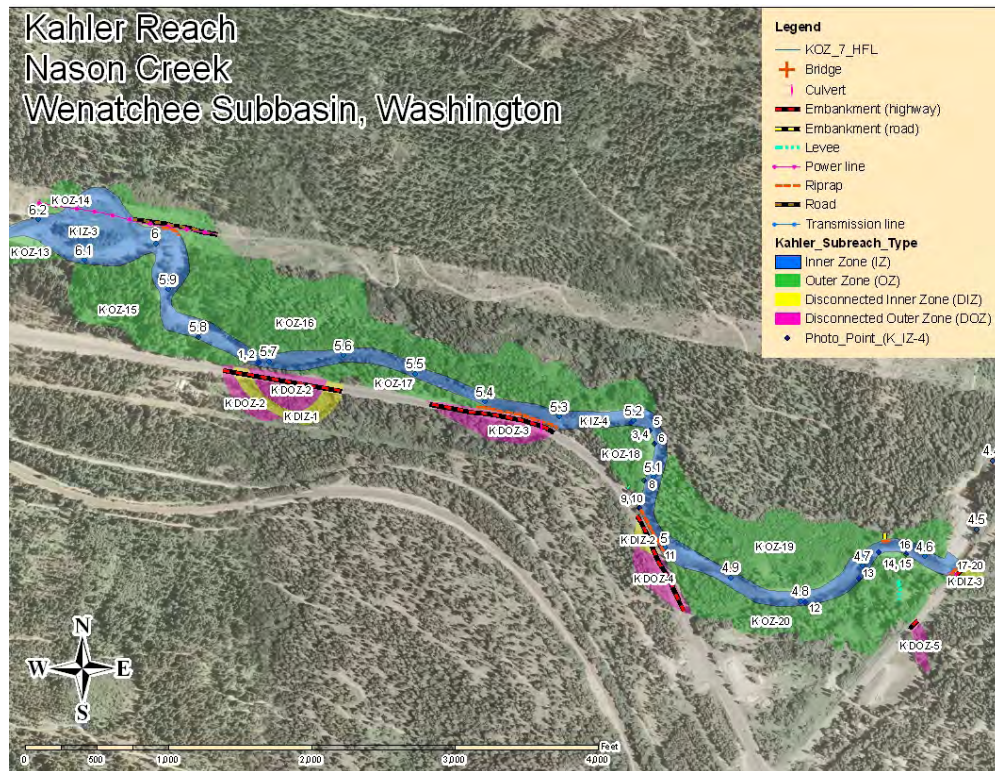 Kahler Reach
Nason Creek
Wenatchee Subbasin, Washington
Legend
KOZ_7_HFL
Bridge
Culvert
Embankment (highway)
Embankment (road)
Levee
Power line
Riprap
Road
Transmission line
Kahler_Subreach_Type
Inner Zone (IZ)
Outer Zone (OZ)
Disconnected Inner Zone (DIZ)
Disconnected Outer Zone (DOZ)
Photo_Point_(K_IZ-4)
K OZ-14
6.2
K IZ-3
6
K OZ-13
6.1
5.9
K OZ-15
K OZ-16
5.8
1, 2
5.7
5.6
5.5
K OZ-17
K DOZ-2
K DOZ-2
K DIZ-1
5.4
5.3
K IZ-4
5.2
5
K DOZ-3
3, 4
6
K OZ-18
5.1
8
9, 10
5
K DIZ-2
11
K DOZ-4
K OZ-19
4.9
4.8
12
K OZ-20
4.7
13
14, 15
16
4.6
17-20
K DIZ-3
K DOZ-5
4.5
N
W
E
S
0
500
1,000
2,000
3,000
4,000
Feet